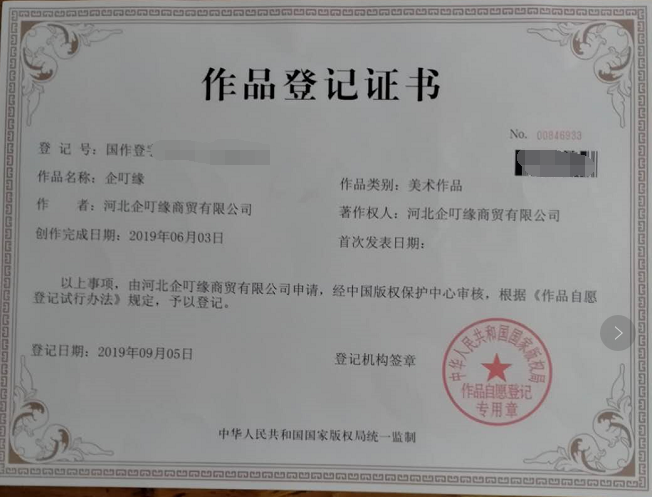 作品登记证书
No. 00846933
登 记 号：国作登字
作品名称：企叮缘
作品类别：美术作品
作　　者：河北企叮缘商贸有限公司
著作权人：河北企叮缘商贸有限公司
创作完成日期：2019年06月03日
首次发表日期：
以上事项，由河北企叮缘商贸有限公司申请，经中国版权保护中心审核，根据《作品自愿
登记试行办法》规定，予以登记。
登记日期：2019年09月05日
登记机构签章
中华人民共和国国家版权局
作品自愿登记
专用章
中华人民共和国国家版权局统一监制